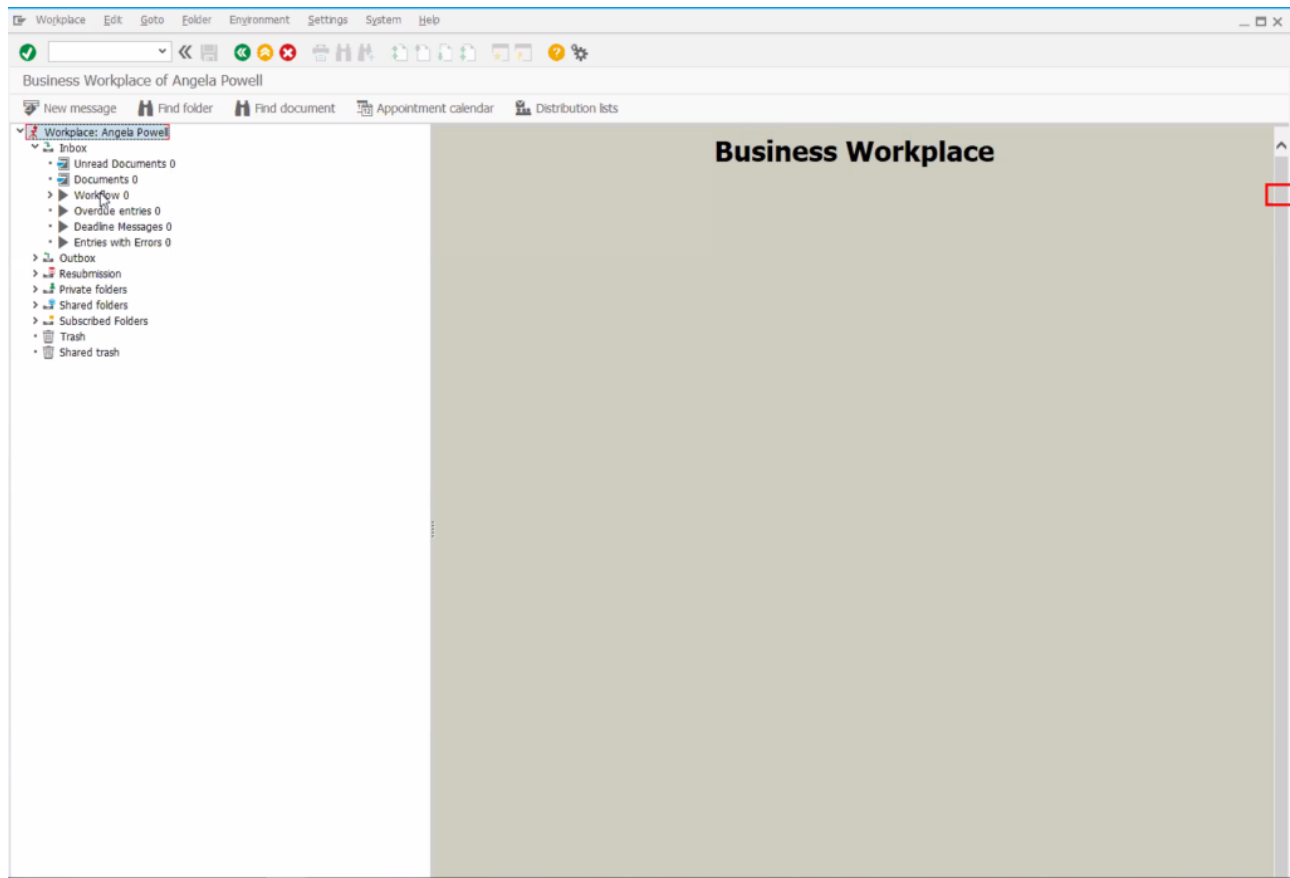 Workplace Edit Goto Folder Environment Settings System Help
Business Workplace of Angela Powell
New message Find folder Find document Appointment calendar Distribution lists
Workplace: Angela Powell
Inbox
Unread Documents 0
Documents 0
Workflow 0
Overdue entries 0
Deadline Messages 0
Entries with Errors 0
Outbox
Resubmission
Private folders
Shared folders
Subscribed Folders
Trash
Shared trash
Business Workplace